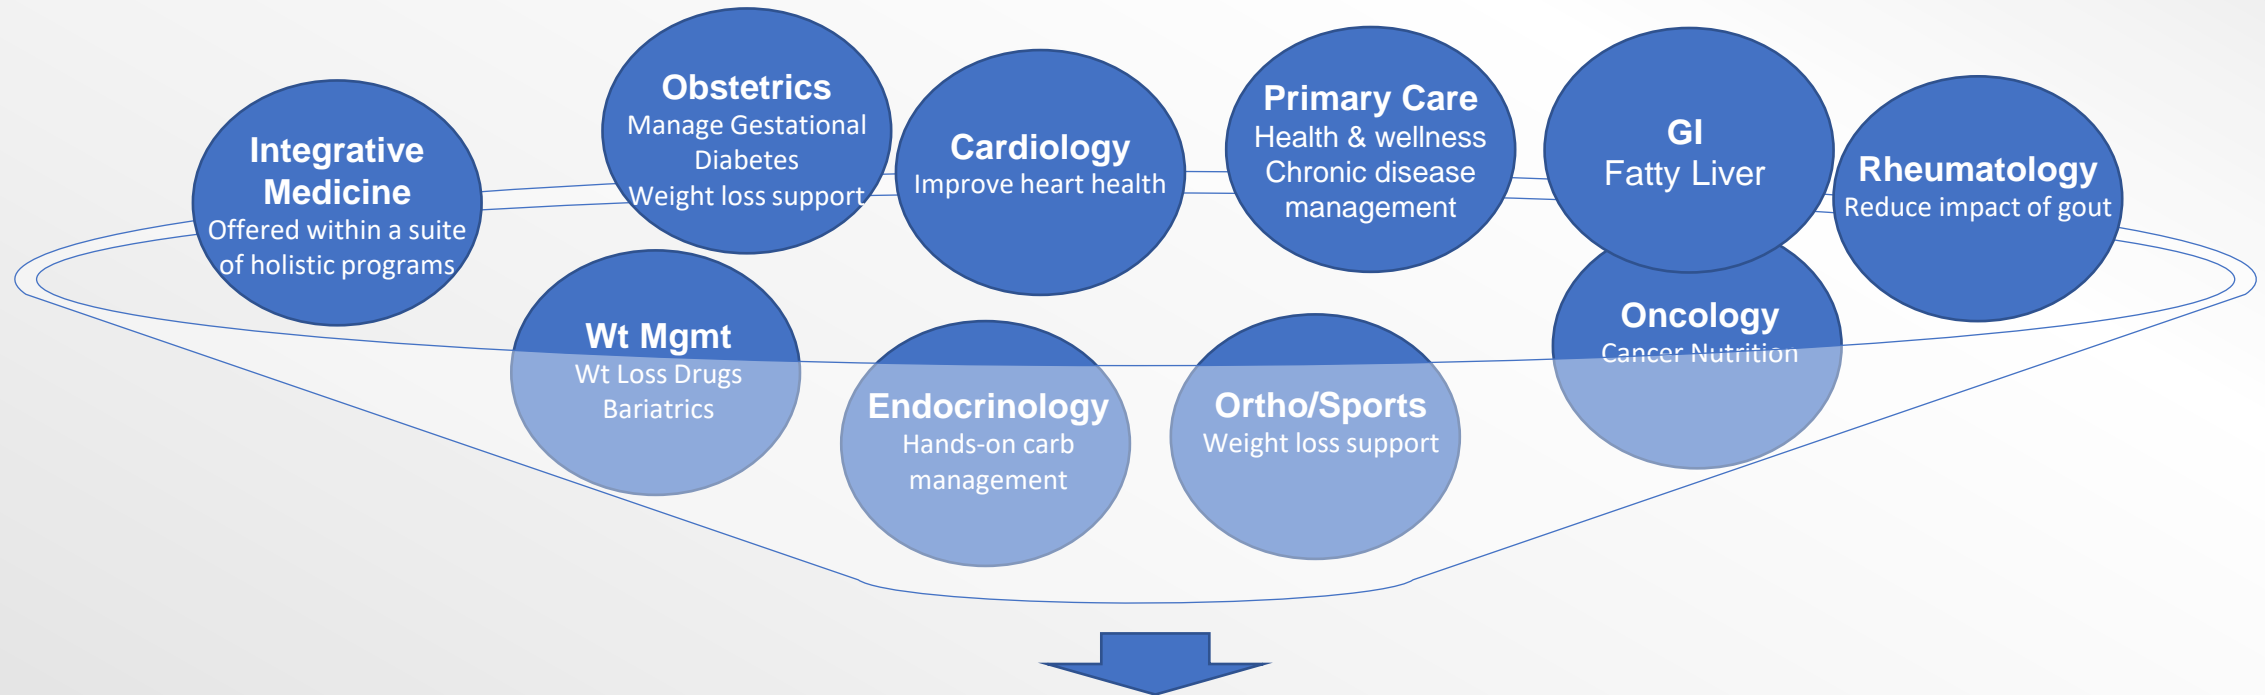 Integrative
Medicine
Offered within a suite
of holistic programs
Obstetrics
Manage Gestational
Diabetes
Weight loss support
Cardiology
Improve heart health
Primary Care
Health & wellness
Chronic disease
management
GI
Fatty Liver
Rheumatology
Reduce impact of gout
Wt Mgmt
Wt Loss Drugs
Bariatrics
Endocrinology
Hands-on carb
management
Ortho/Sports
Weight loss support
Oncology
Cancer Nutrition